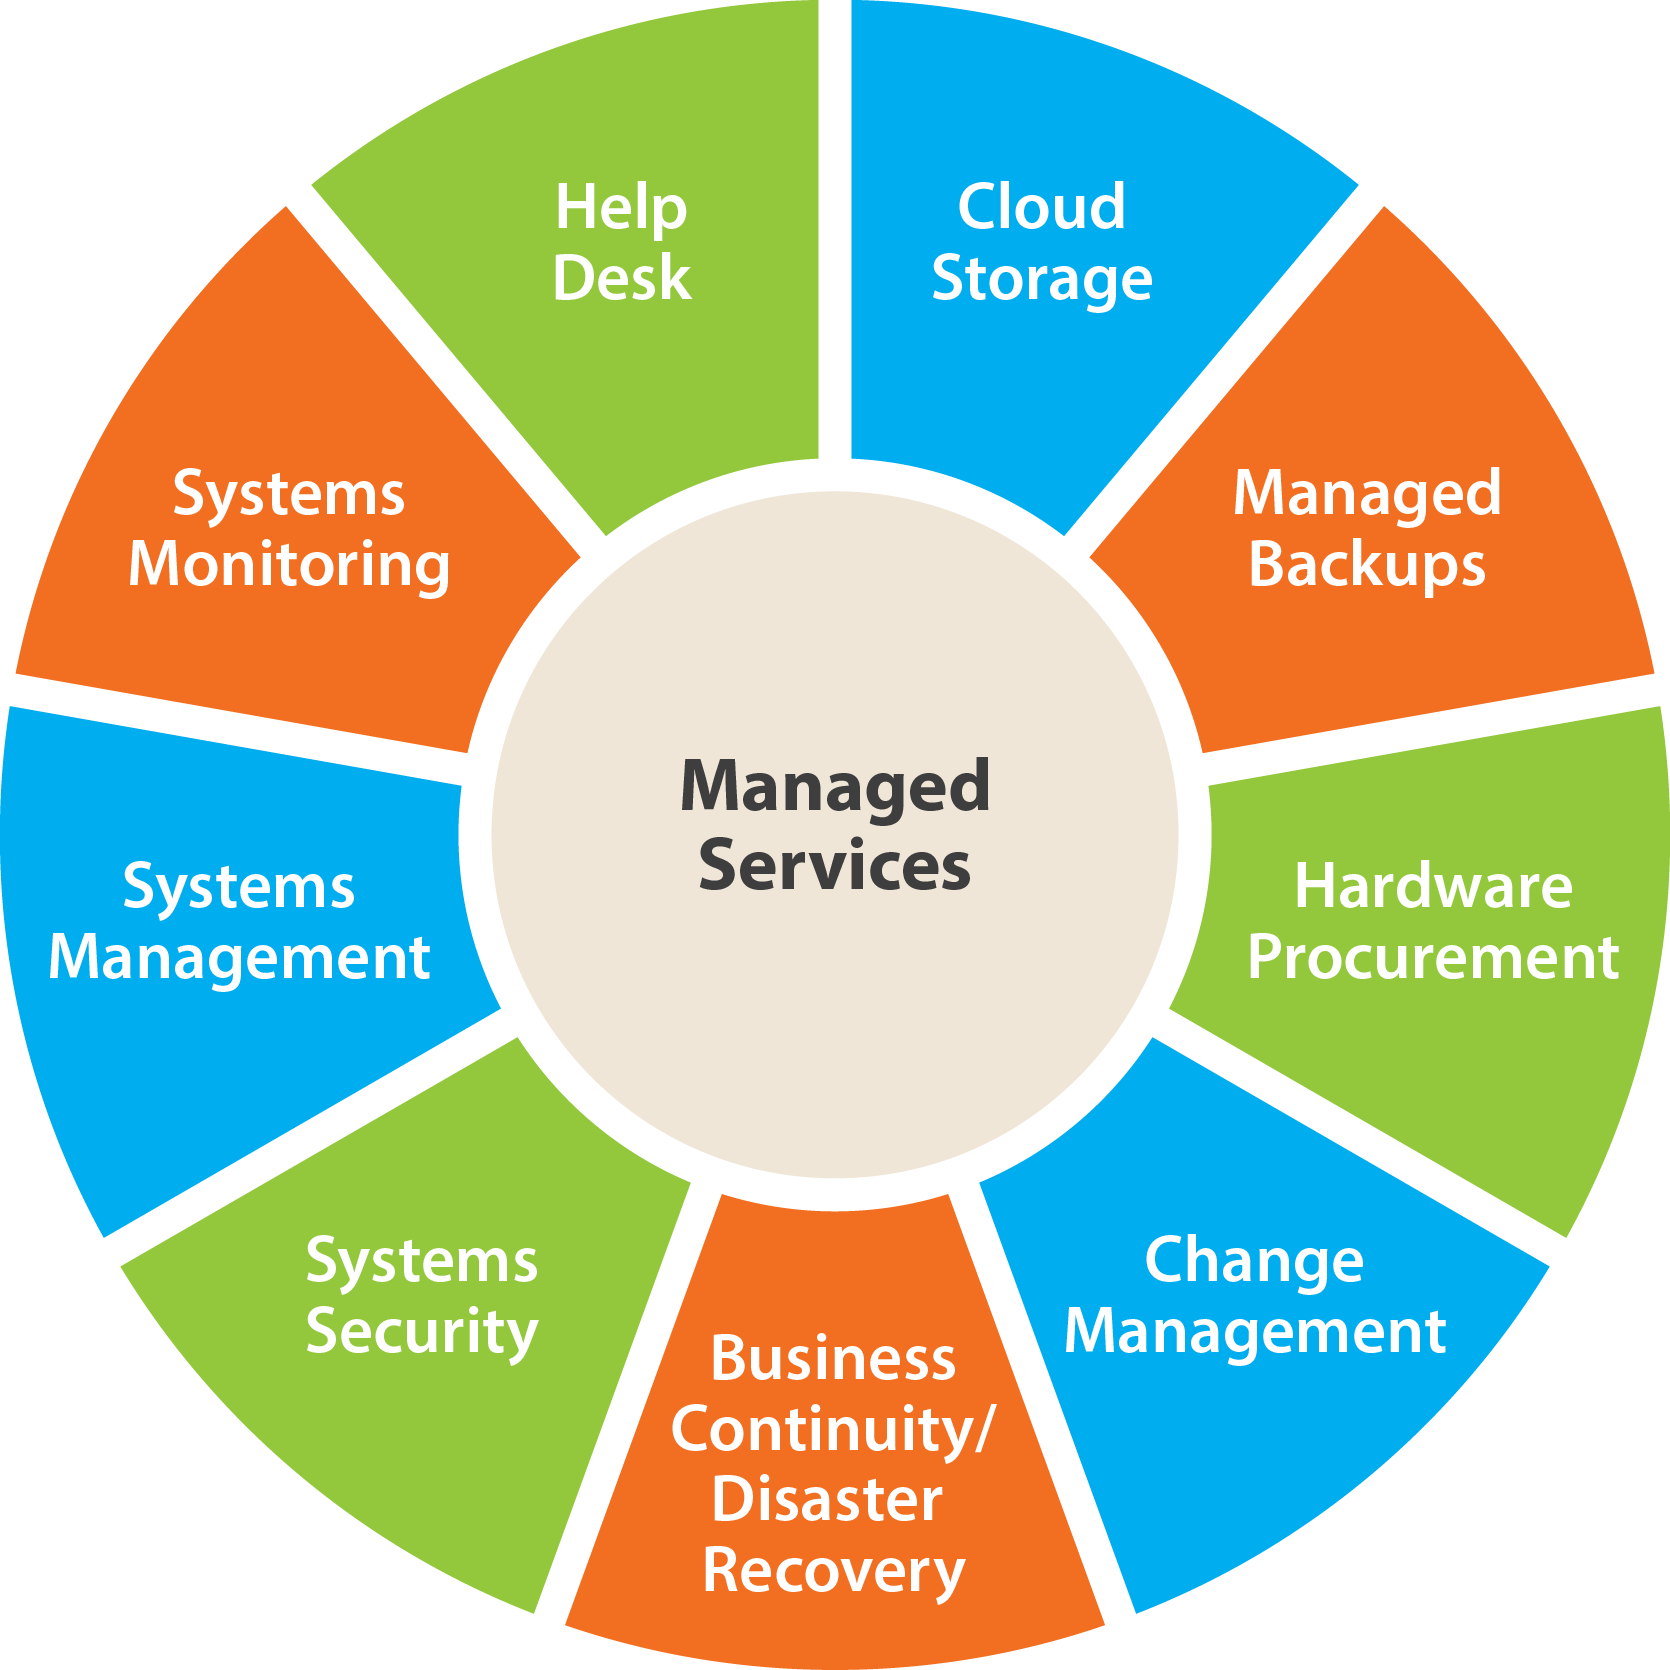 Help
Desk
Cloud
Storage
Systems
Monitoring
Managed
Backups
Managed
Services
Systems
Management
Hardware
Procurement
Systems
Security
Change
Management
Business
Continuity/
Disaster
Recovery